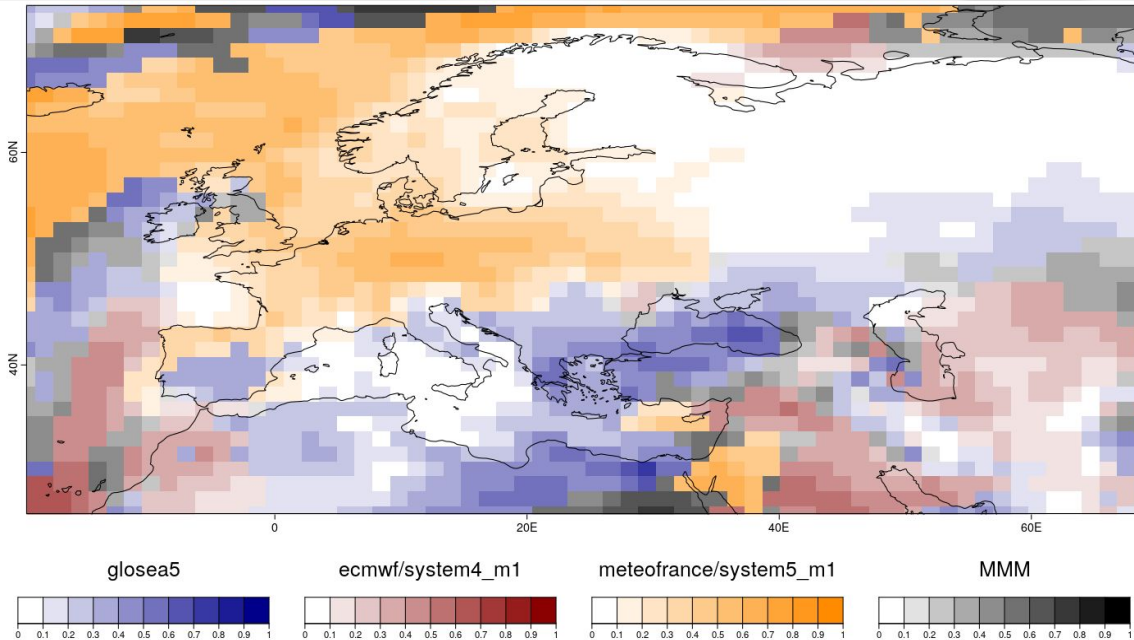 60N
40N
0 20E 40E 60E
glosea5 ecmwf/system4_m1 meteofrance/system5_m1 MMM
0 0.1 0.2 0.3 0.4 0.5 0.6 0.7 0.8 0.9 1 0 0.1 0.2 0.3 0.4 0.5 0.6 0.7 0.8 0.9 1 0 0.1 0.2 0.3 0.4 0.5 0.6 0.7 0.8 0.9 1 0 0.1 0.2 0.3 0.4 0.5 0.6 0.7 0.8 0.9 1